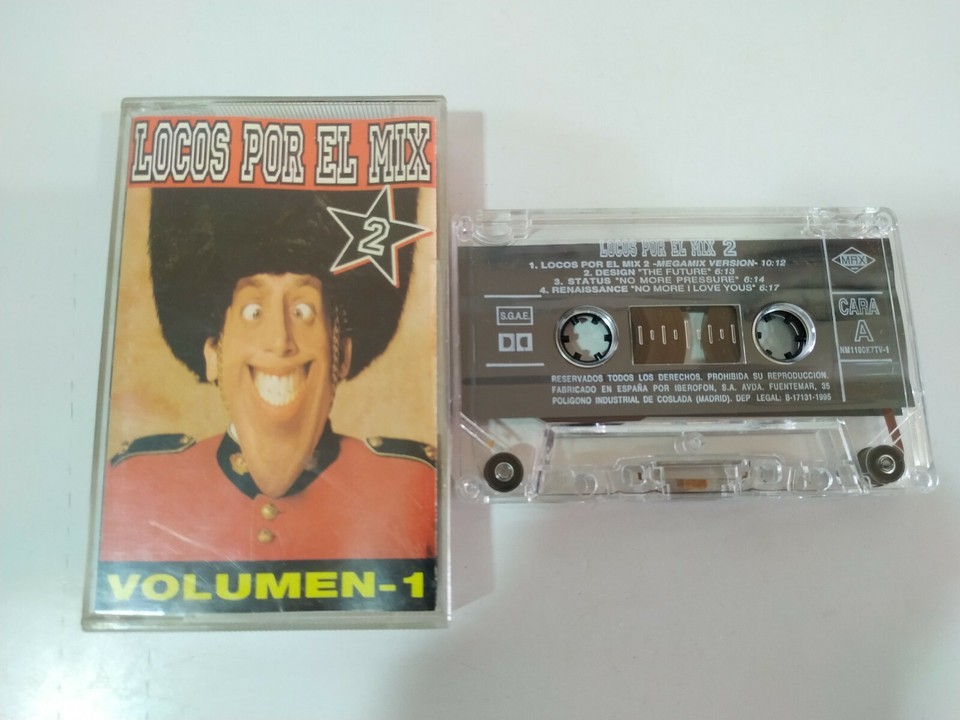 LOCOS POR EL MIX
2
VOLUMEN-1
LOCOS POR EL MIX 2
1. LOCOS POR EL MIX 2 -MEGAMIX VERSION- 10:12
2. DESIGN "THE FUTURE" 6:13
3. STATUS "NO MORE PRESSURE" 6:14
4. RENAISSANCE "NO MORE I LOVE YOUS" 6:17
MAX
S.G.A.E.
CARA
A
NM1100E7TV-1
RESERVADOS TODOS LOS DERECHOS. PROHIBIDA SU REPRODUCCION.
FABRICADO EN ESPAÑA POR IBEROFON, S.A. AVDA. FUENTEMAR, 35
POLIGONO INDUSTRIAL DE COSLADA (MADRID). DEP LEGAL: B-17131-1995